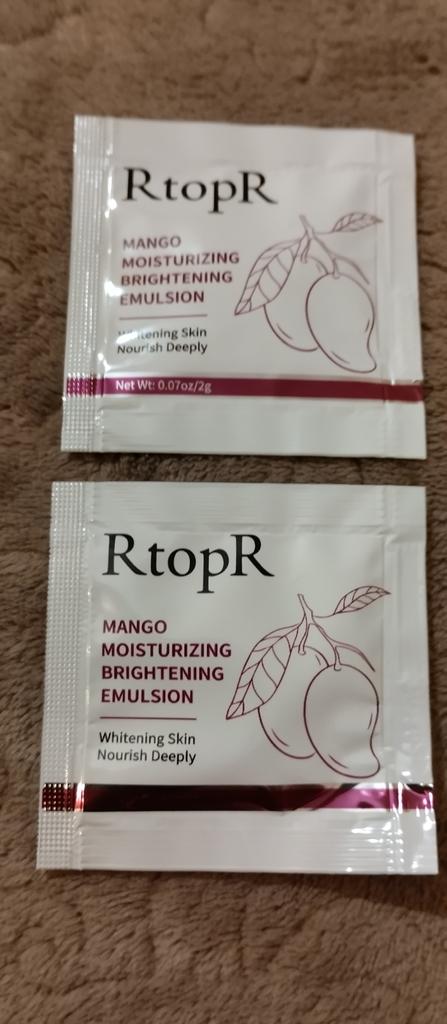 RtopR
MANGO
MOISTURIZING
BRIGHTENING
EMULSION
Whitening Skin
Nourish Deeply
Net Wt: 0.07oz/2g
RtopR
MANGO
MOISTURIZING
BRIGHTENING
EMULSION
Whitening Skin
Nourish Deeply